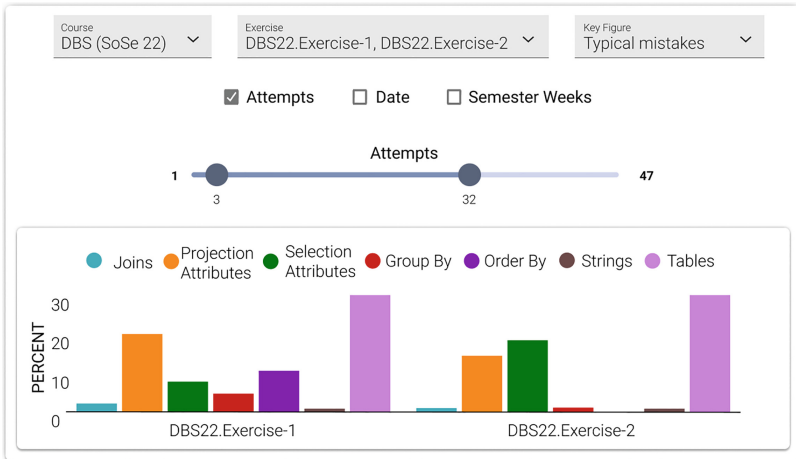 Course
DBS (SoSe 22)
Exercise
DBS22.Exercise-1, DBS22.Exercise-2
Key Figure
Typical mistakes
Attempts
Date
Semester Weeks
Attempts
1
47
3
32
Joins
Projection
Attributes
Selection
Attributes
Group By
Order By
Strings
Tables
PERCENT
30
20
10
0
DBS22.Exercise-1
DBS22.Exercise-2